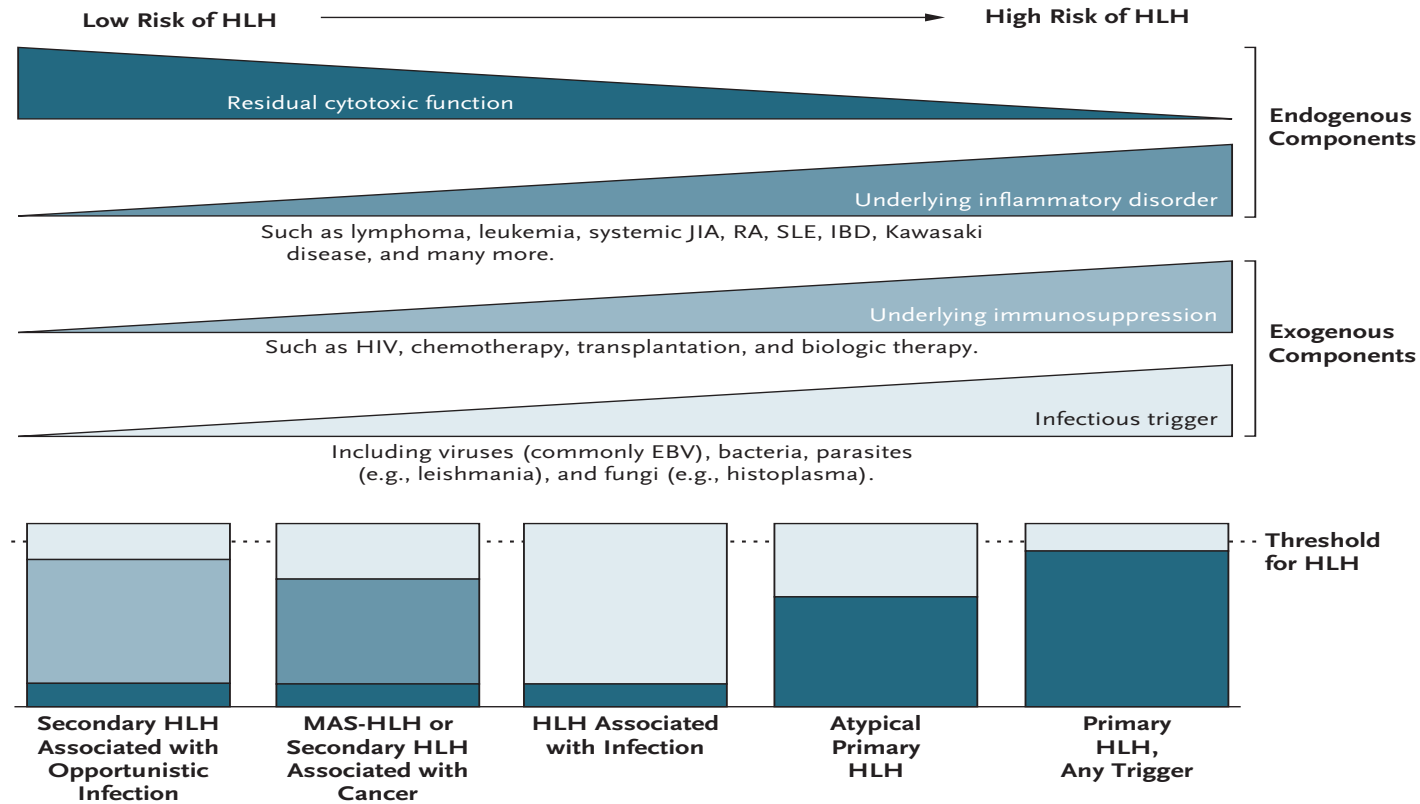 Low Risk of HLH
High Risk of HLH
Residual cytotoxic function
Endogenous
Components
Underlying inflammatory disorder
Such as lymphoma, leukemia, systemic JIA, RA, SLE, IBD, Kawasaki
disease, and many more.
Underlying immunosuppression
Such as HIV, chemotherapy, transplantation, and biologic therapy.
Exogenous
Components
Infectious trigger
Including viruses (commonly EBV), bacteria, parasites
(e.g., leishmania), and fungi (e.g., histoplasma).
Threshold
for HLH
Secondary HLH
Associated with
Opportunistic
Infection
MAS-HLH or
Secondary HLH
Associated with
Cancer
HLH Associated
with Infection
Atypical
Primary
HLH
Primary
HLH,
Any Trigger